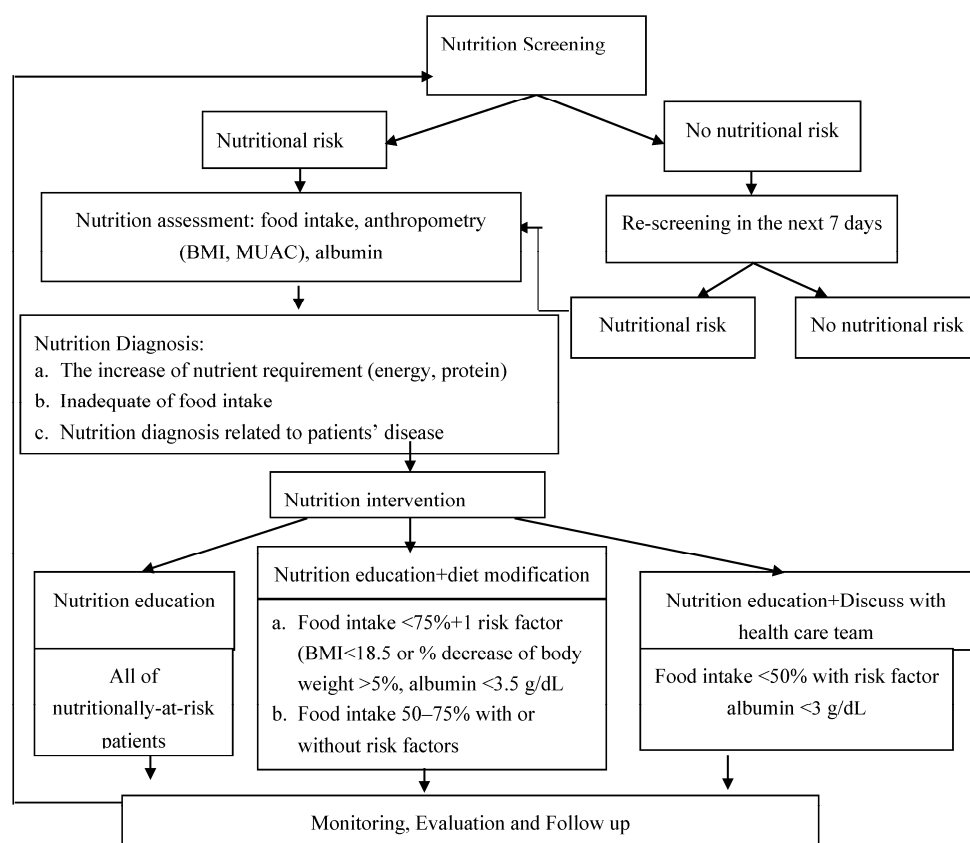 Nutrition Screening
Nutritional risk
No nutritional risk
Nutrition assessment: food intake, anthropometry
(BMI, MUAC), albumin
Re-screening in the next 7 days
Nutritional risk
No nutritional risk
Nutrition Diagnosis:
a. The increase of nutrient requirement (energy, protein)
b. Inadequate of food intake
c. Nutrition diagnosis related to patients’ disease
Nutrition intervention
Nutrition education
All of
nutritionally-at-risk
patients
Nutrition education+diet modification
a. Food intake <75%+1 risk factor
(BMI<18.5 or % decrease of body
weight >5%, albumin <3.5 g/dL
b. Food intake 50–75% with or
without risk factors
Nutrition education+Discuss with
health care team
Food intake <50% with risk factor
albumin <3 g/dL
Monitoring, Evaluation and Follow up